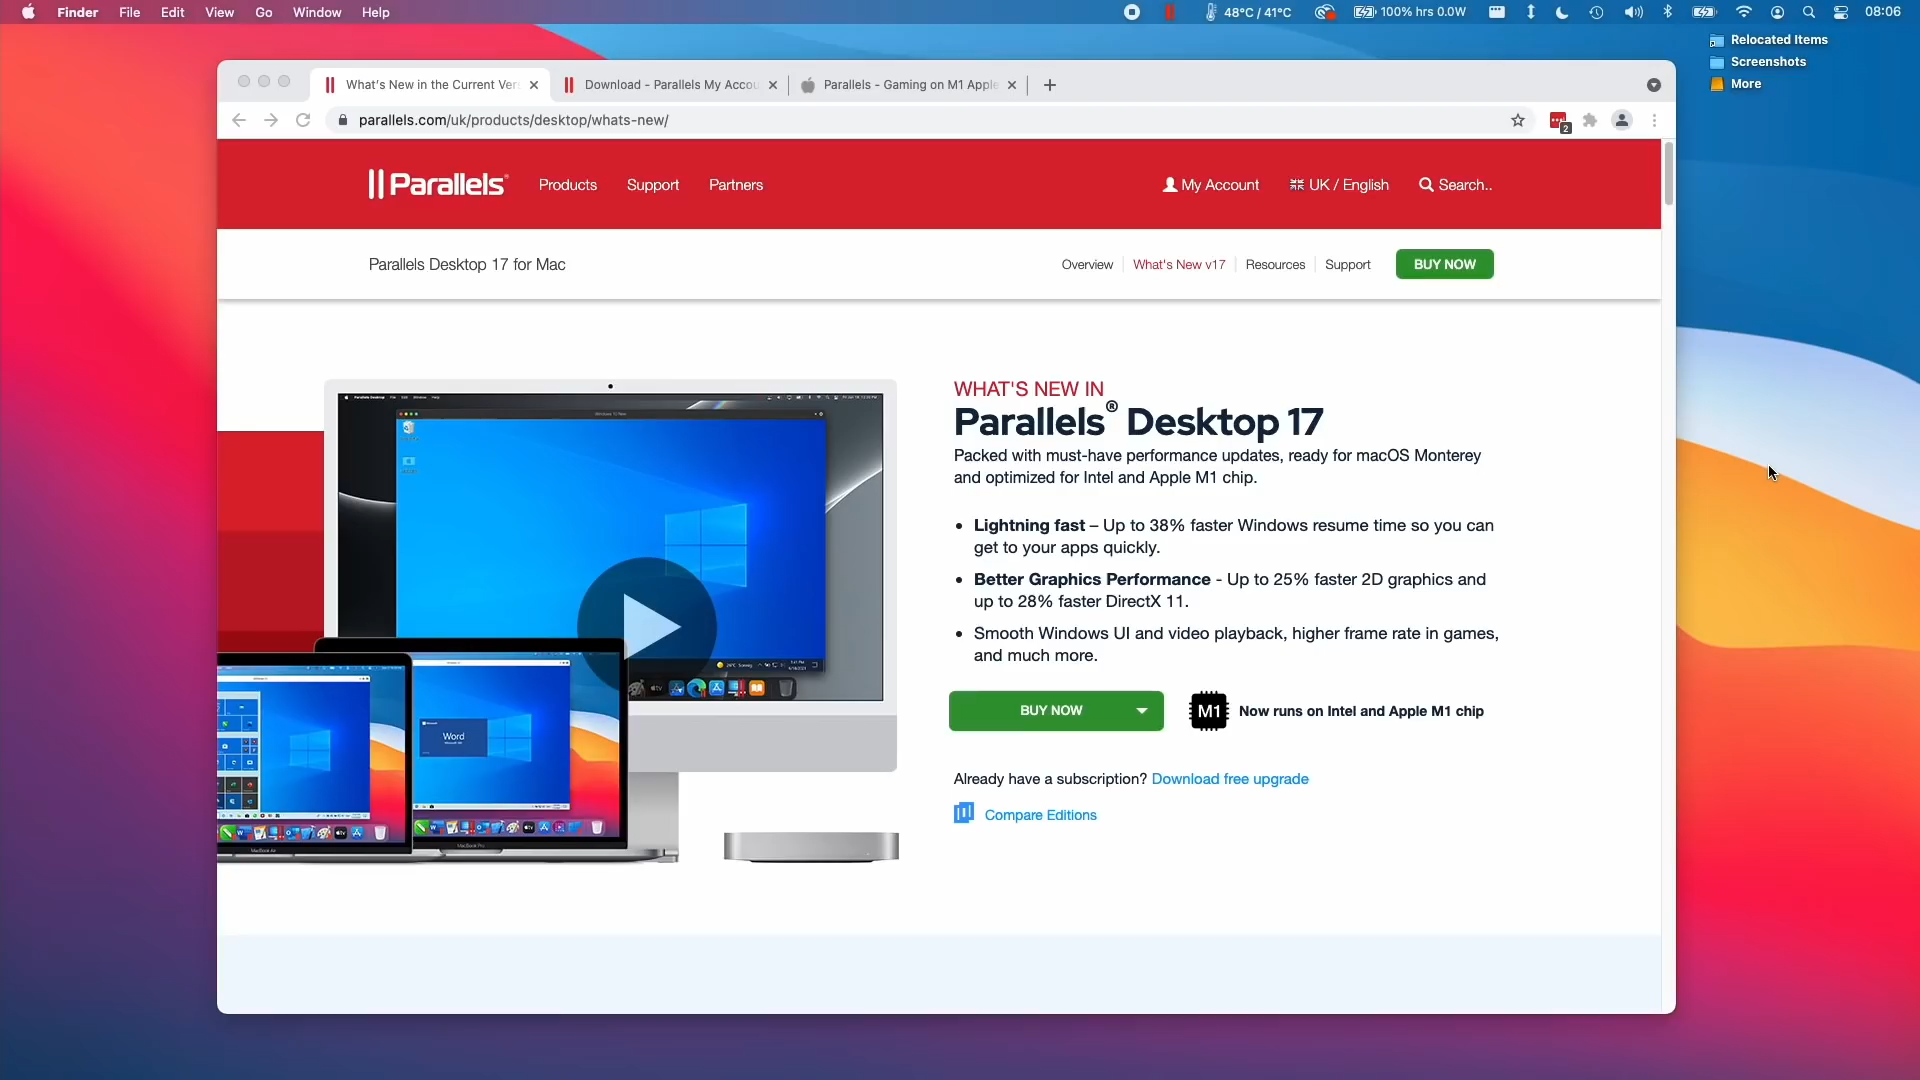 Finder File Edit View Go Window Help
48°C / 41°C 100% hrs 0.0W 08:06
Relocated Items
Screenshots
More
What's New in the Current Ver
Download - Parallels My Accou
Parallels - Gaming on M1 Apple
parallels.com/uk/products/desktop/whats-new/
2
Parallels®
Products Support Partners
My Account UK / English Search..
Parallels Desktop 17 for Mac
Overview What's New v17 Resources Support BUY NOW
WHAT'S NEW IN
Parallels® Desktop 17
Packed with must-have performance updates, ready for macOS Monterey
and optimized for Intel and Apple M1 chip.
• Lightning fast – Up to 38% faster Windows resume time so you can
get to your apps quickly.
• Better Graphics Performance - Up to 25% faster 2D graphics and
up to 28% faster DirectX 11.
• Smooth Windows UI and video playback, higher frame rate in games,
and much more.
BUY NOW
M1 Now runs on Intel and Apple M1 chip
Already have a subscription? Download free upgrade
Compare Editions
Word
MacBook Air
MacBook Pro